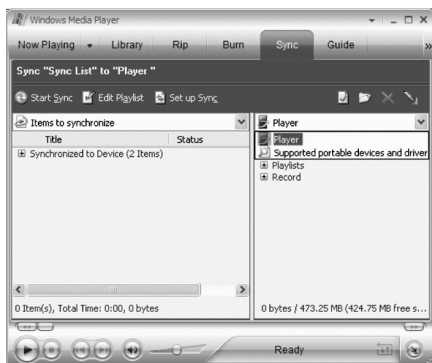 Windows Media Player
Now Playing Library Rip Burn Sync Guide »
Sync "Sync List" to "Player "
Start Sync Edit Playlist Set up Sync
Items to synchronize
Title Status
Synchronized to Device (2 Items)
Player
Player
Supported portable devices and driver
Playlists
Record
0 Item(s), Total Time: 0:00, 0 bytes
0 bytes / 473.25 MB (424.75 MB free s...
Ready